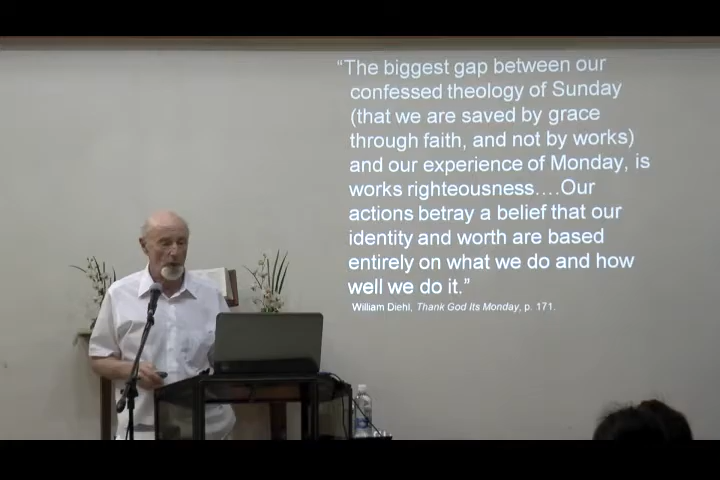 “The biggest gap between our
confessed theology of Sunday
(that we are saved by grace
through faith, and not by works)
and our experience of Monday, is
works righteousness….Our
actions betray a belief that our
identity and worth are based
entirely on what we do and how
well we do it.”
William Diehl, Thank God Its Monday, p. 171.